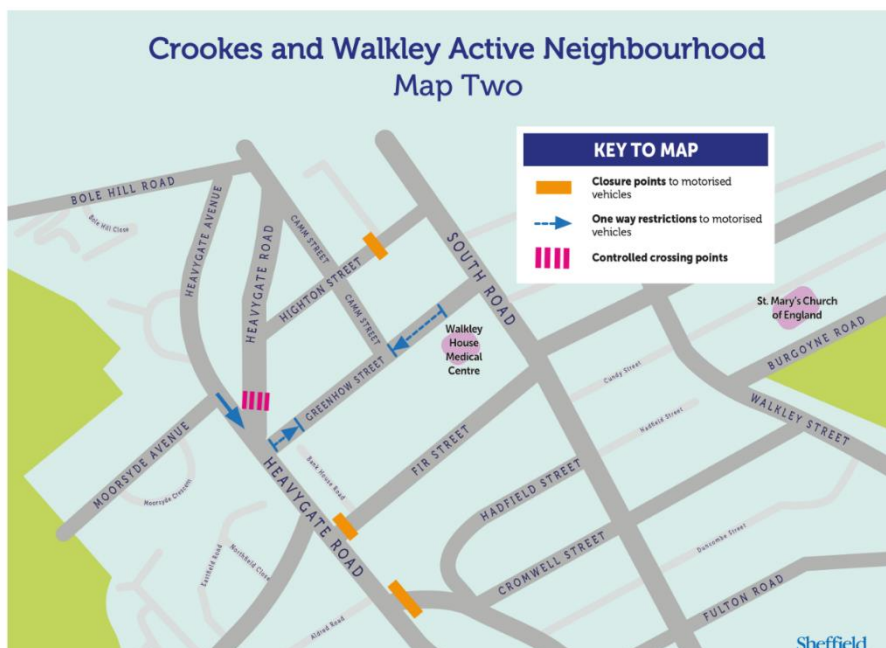 Crookes and Walkley Active Neighbourhood
Map Two
KEY TO MAP
Closure points to motorised
vehicles
One way restrictions to motorised
vehicles
Controlled crossing points
BOLE HILL ROAD
Bole Hill Close
HEAVYGATE AVENUE
HEAVYGATE ROAD
CAMM STREET
HIGHTON STREET
CAMM STREET
SOUTH ROAD
GREENHOW STREET
Walkley
House
Medical
Centre
St. Mary's Church
of England
BURGOYNE ROAD
Cundy Street
WALKLEY STREET
Hadfield Street
MOORSYDE AVENUE
Moorsyde Crescent
Bank House Road
FIR STREET
HEAVYGATE ROAD
HADFIELD STREET
CROMWELL STREET
Duncombe Street
Eastfield Road
Northfield Close
Aldred Road
FULTON ROAD
Sheffield